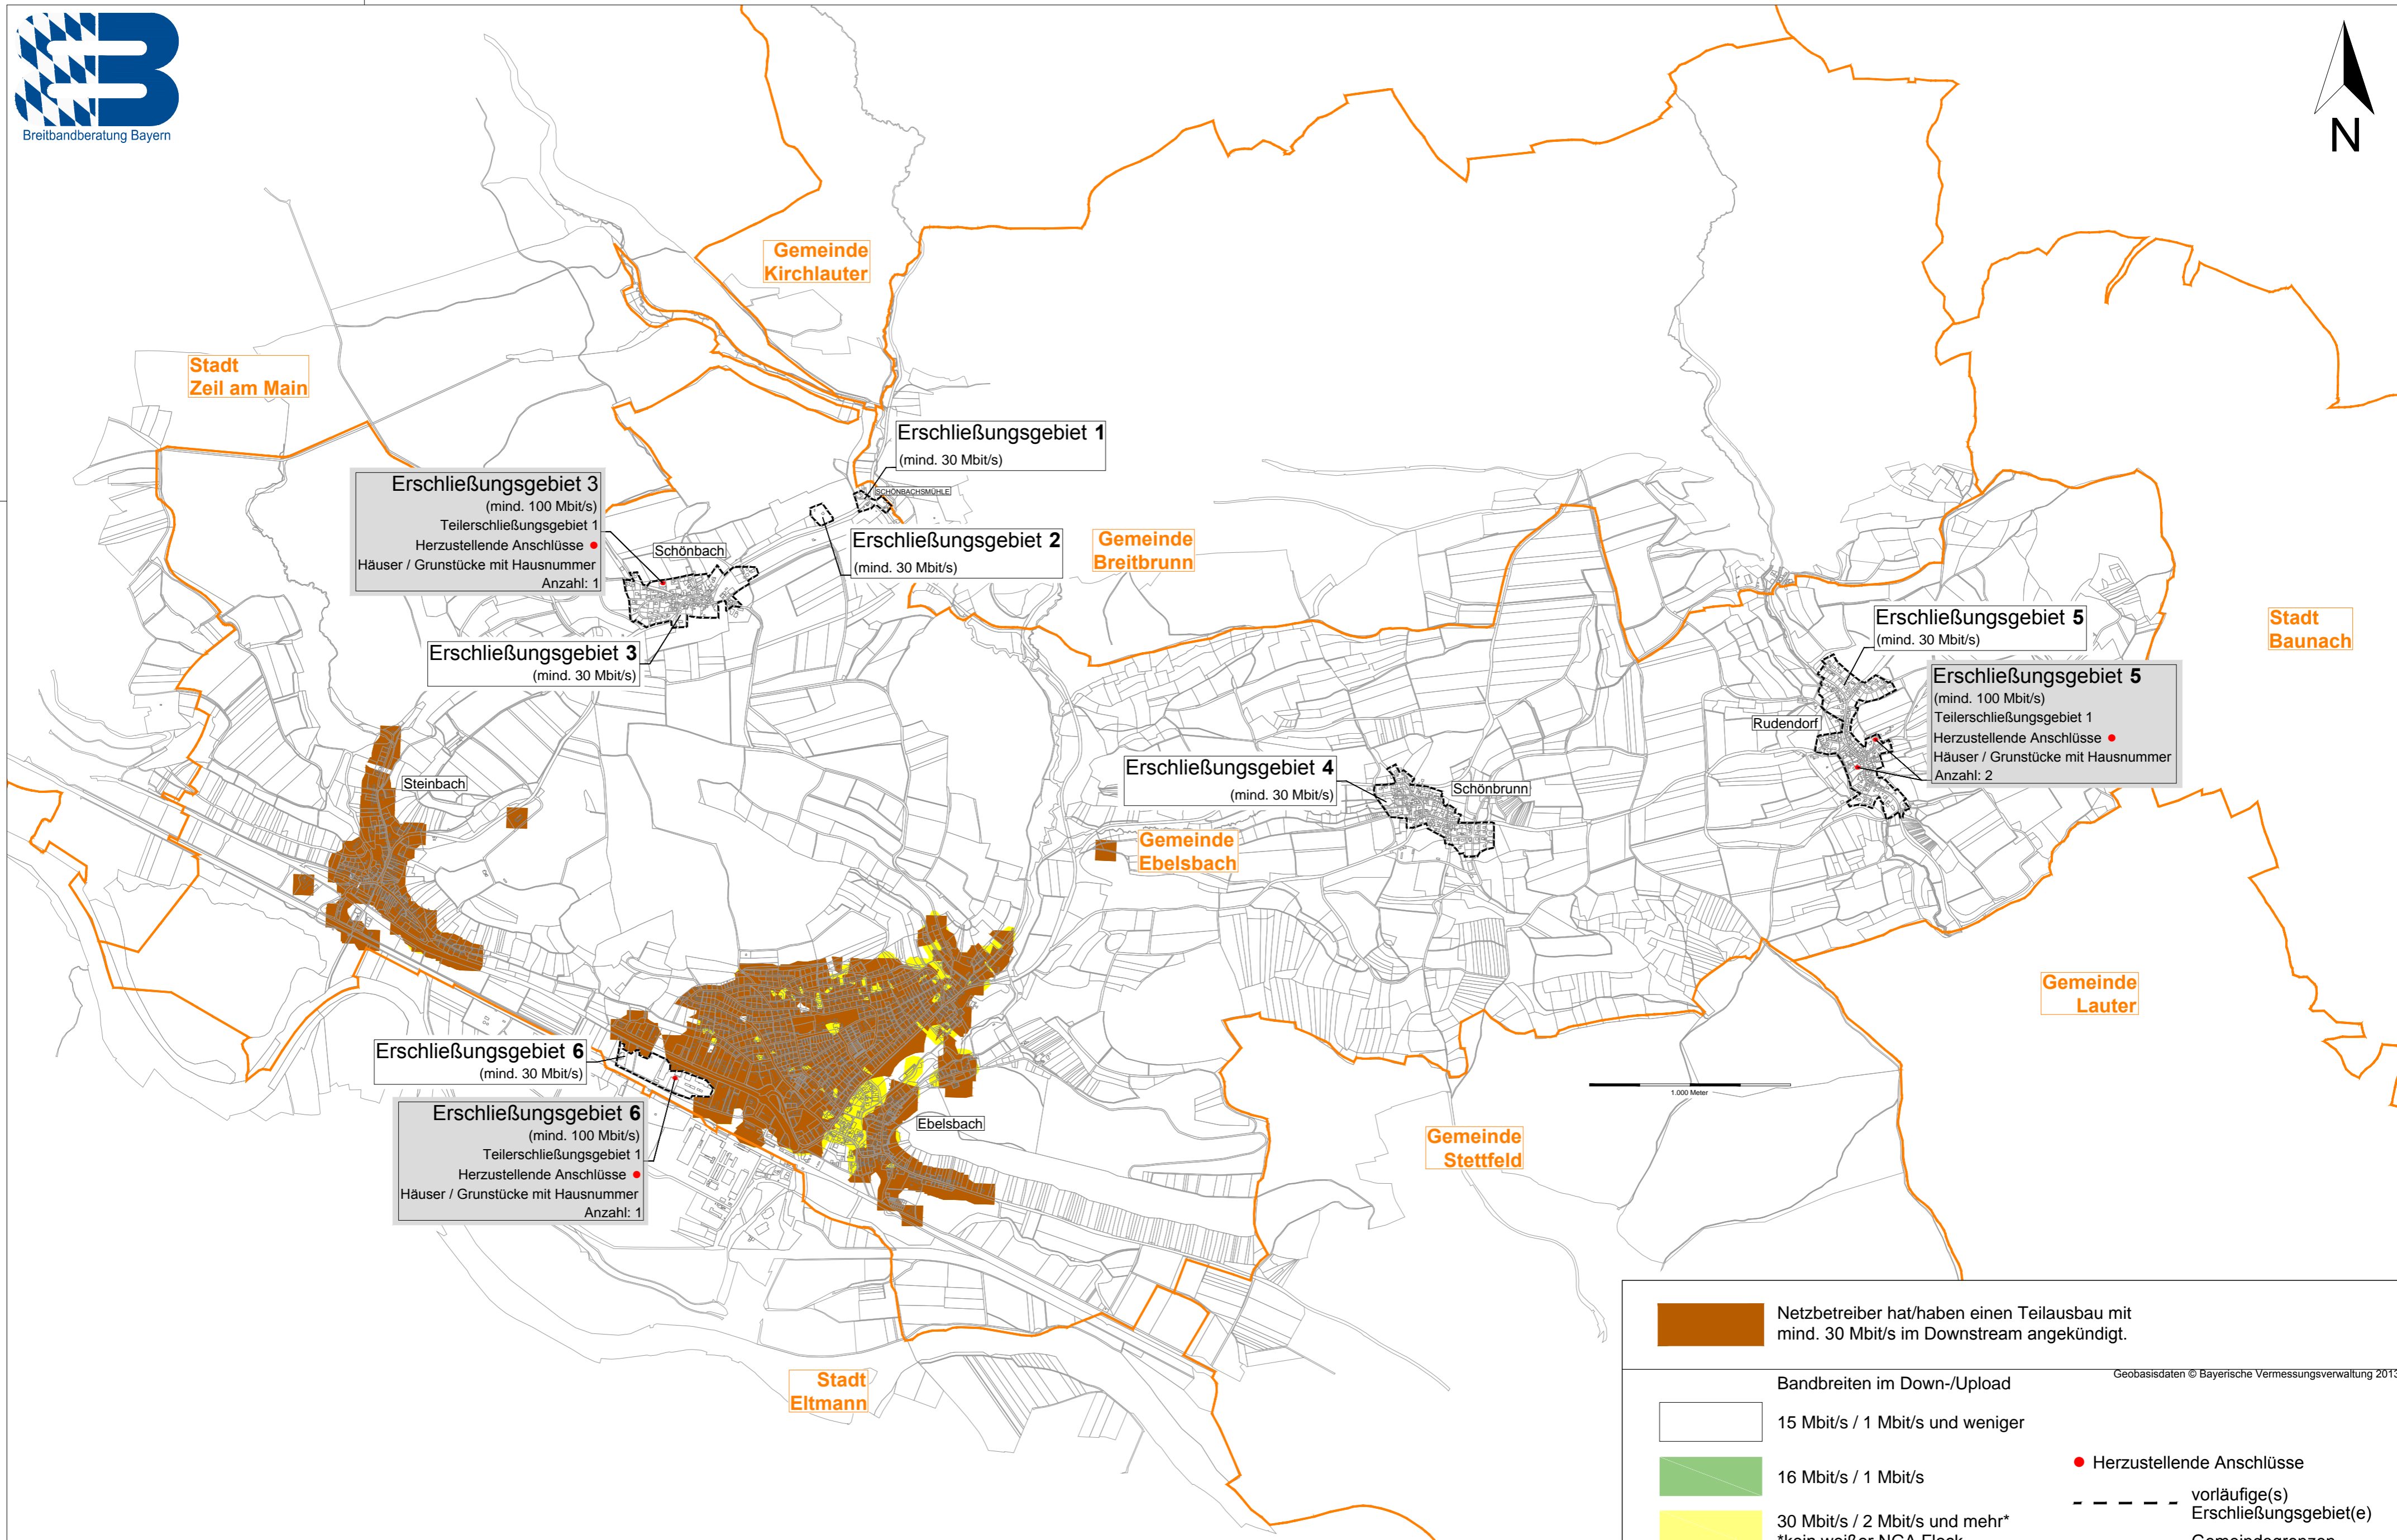 Breitbandberatung Bayern
N
Gemeinde
Kirchlauter
Stadt
Zeil am Main
Erschließungsgebiet 1
(mind. 30 Mbit/s)
SCHÖNBACHSMÜHLE
Erschließungsgebiet 3
(mind. 100 Mbit/s)
Teilerschließungsgebiet 1
Herzustellende Anschlüsse
Häuser / Grunstücke mit Hausnummer
Anzahl: 1
Schönbach
Erschließungsgebiet 2
(mind. 30 Mbit/s)
Gemeinde
Breitbrunn
Erschließungsgebiet 3
(mind. 30 Mbit/s)
Erschließungsgebiet 5
(mind. 30 Mbit/s)
Stadt
Baunach
Erschließungsgebiet 5
(mind. 100 Mbit/s)
Teilerschließungsgebiet 1
Herzustellende Anschlüsse
Häuser / Grunstücke mit Hausnummer
Anzahl: 2
Rudendorf
Steinbach
Erschließungsgebiet 4
(mind. 30 Mbit/s)
Schönbrunn
Gemeinde
Ebelsbach
Gemeinde
Lauter
Erschließungsgebiet 6
(mind. 30 Mbit/s)
1.000 Meter
Erschließungsgebiet 6
(mind. 100 Mbit/s)
Teilerschließungsgebiet 1
Herzustellende Anschlüsse
Häuser / Grunstücke mit Hausnummer
Anzahl: 1
Ebelsbach
Gemeinde
Stettfeld
Stadt
Eltmann
Netzbetreiber hat/haben einen Teilausbau mit
mind. 30 Mbit/s im Downstream angekündigt.
Geobasisdaten © Bayerische Vermessungsverwaltung 2013
Bandbreiten im Down-/Upload
15 Mbit/s / 1 Mbit/s und weniger
16 Mbit/s / 1 Mbit/s
30 Mbit/s / 2 Mbit/s und mehr*
*kein weißer NGA Fleck
Herzustellende Anschlüsse
vorläufige(s)
Erschließungsgebiet(e)
Gemeindegrenzen